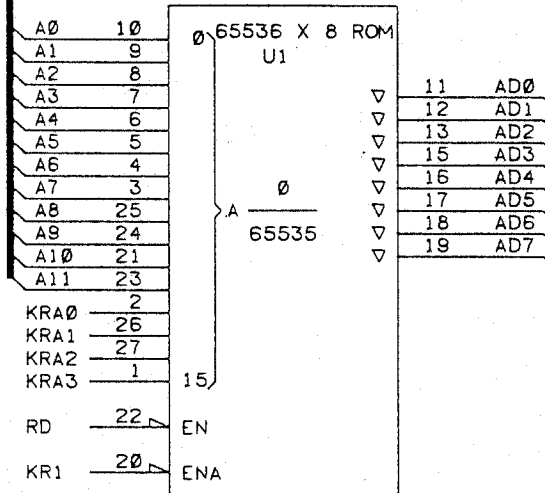 65536 X 8 ROM
U1
A0 10 0
A1 9
A2 8
A3 7
A4 6
A5 5
A6 4
A7 3
A8 25
A9 24
A10 21
A11 23
KRA0 2
KRA1 26
KRA2 27
KRA3 1 15
RD 22 EN
KR1 20 ENA
A 0
65535
11 AD0
12 AD1
13 AD2
15 AD3
16 AD4
17 AD5
18 AD6
19 AD7